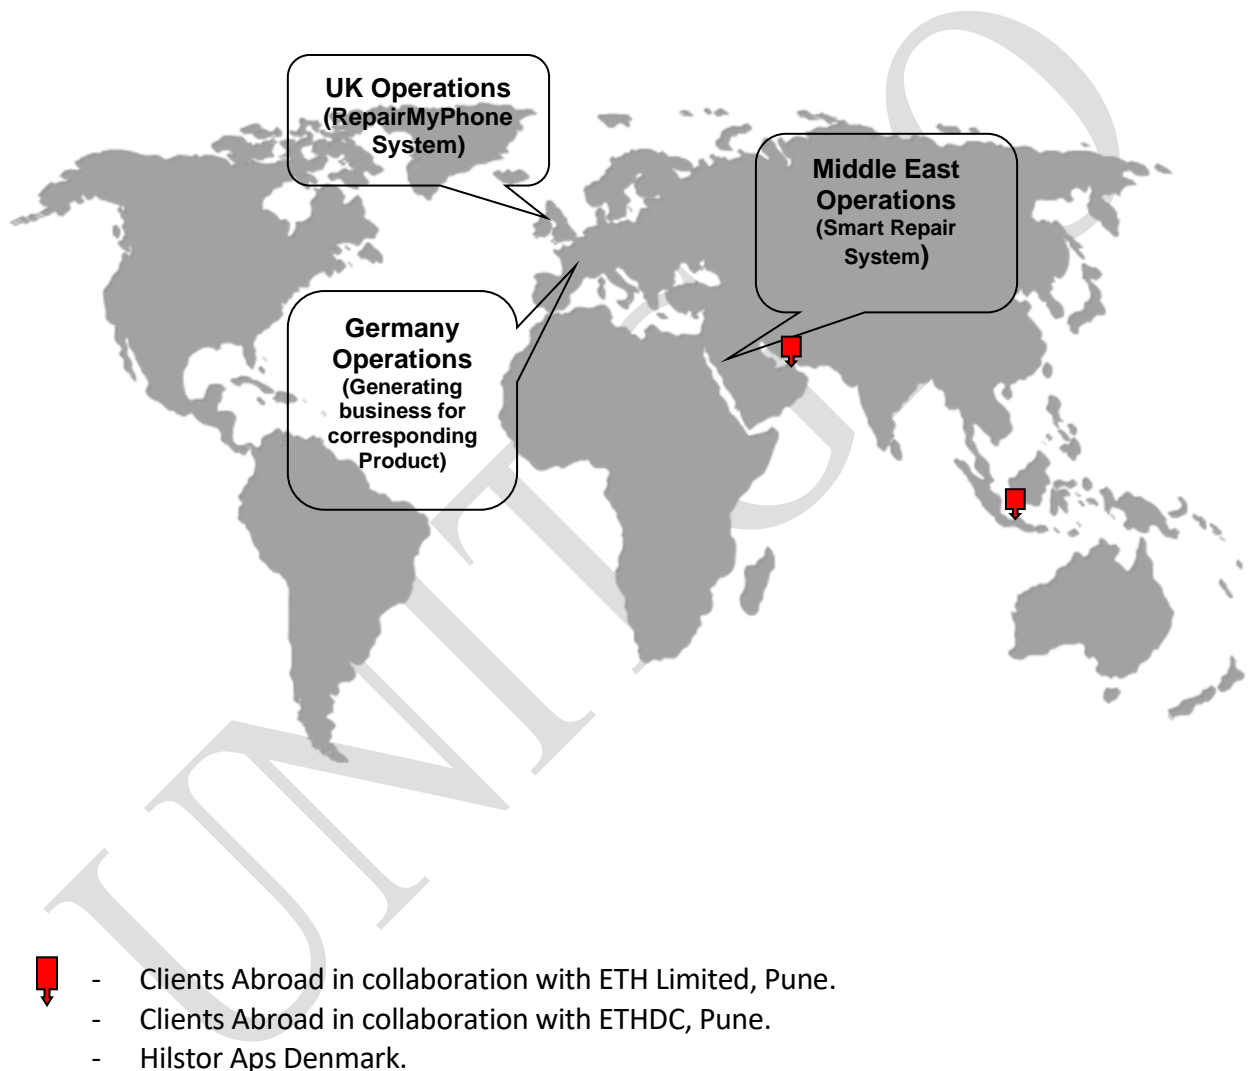 UK Operations
(RepairMyPhone
System)
Middle East
Operations
(Smart Repair
System)
Germany
Operations
(Generating
business for
corresponding
Product)
- Clients Abroad in collaboration with ETH Limited, Pune.
- Clients Abroad in collaboration with ETHDC, Pune.
- Hilstor Aps Denmark.